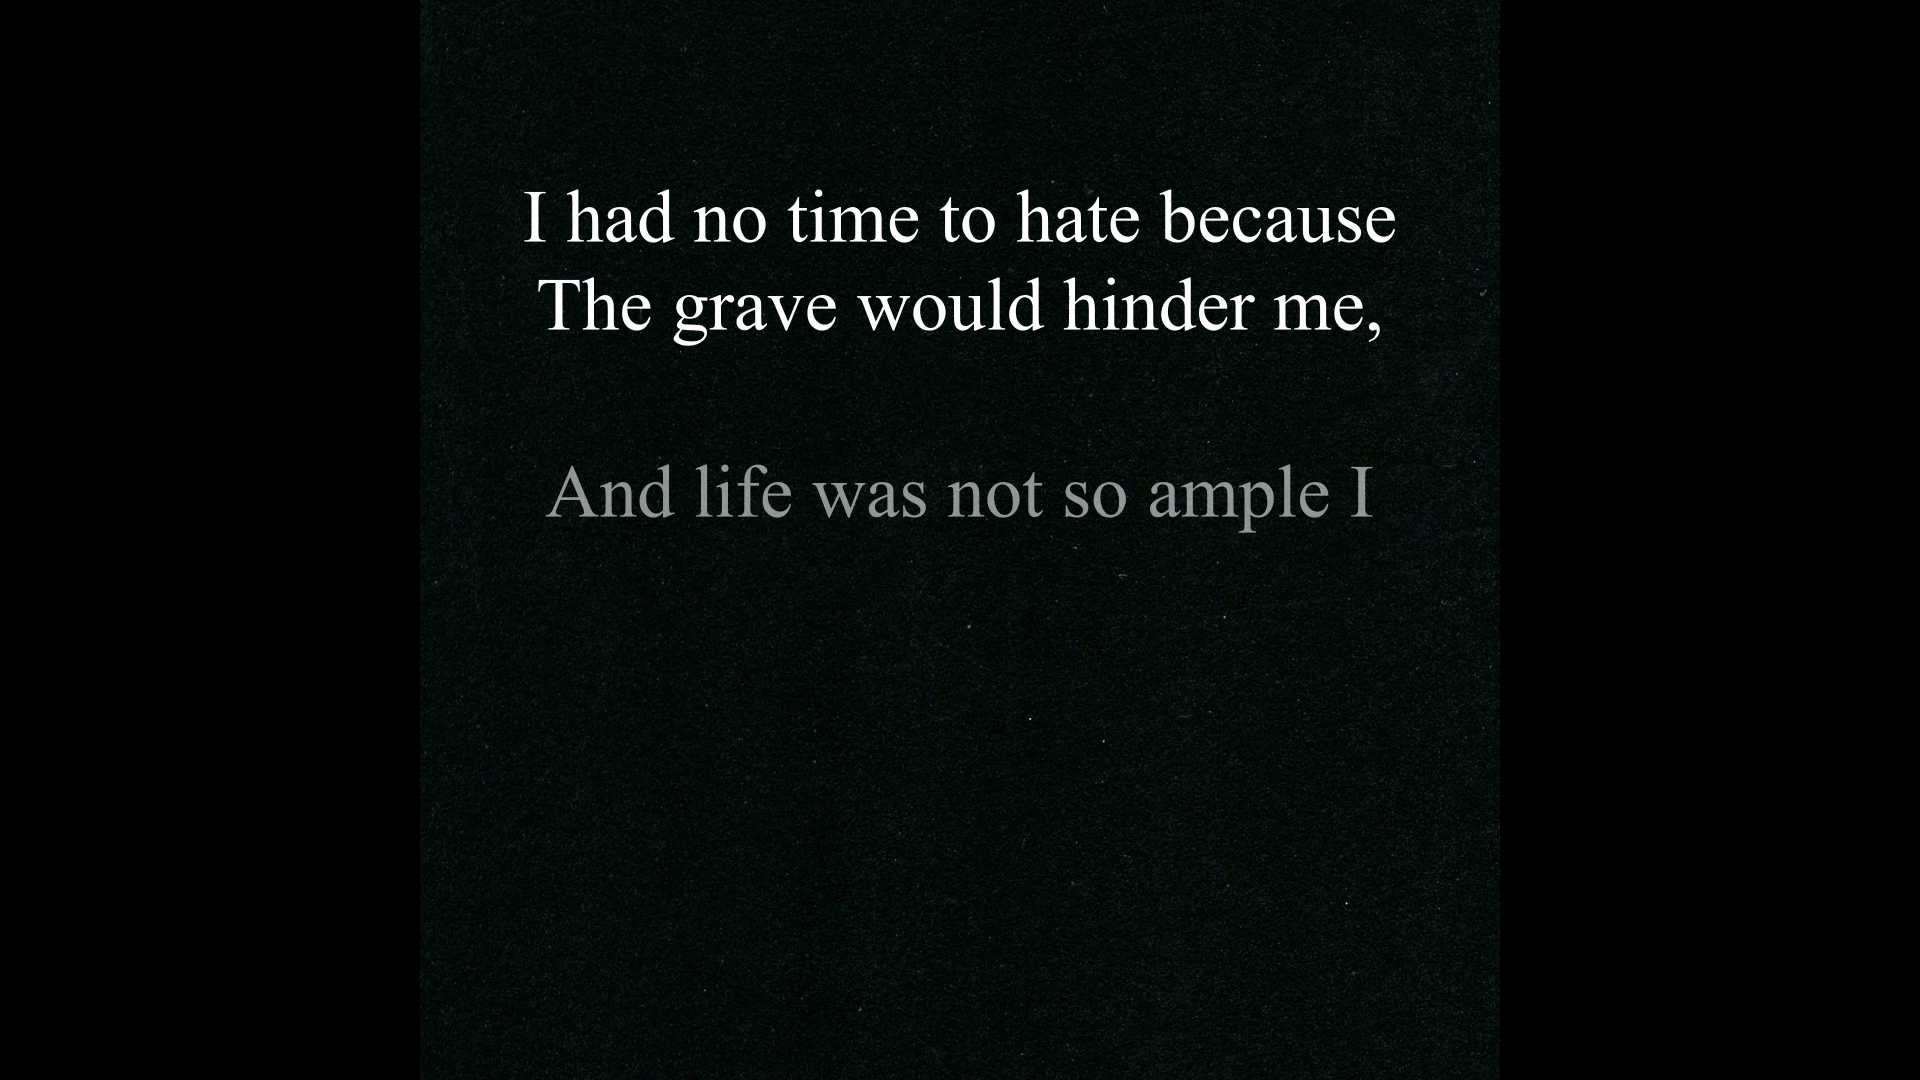 I had no time to hate because
The grave would hinder me,
And life was not so ample I